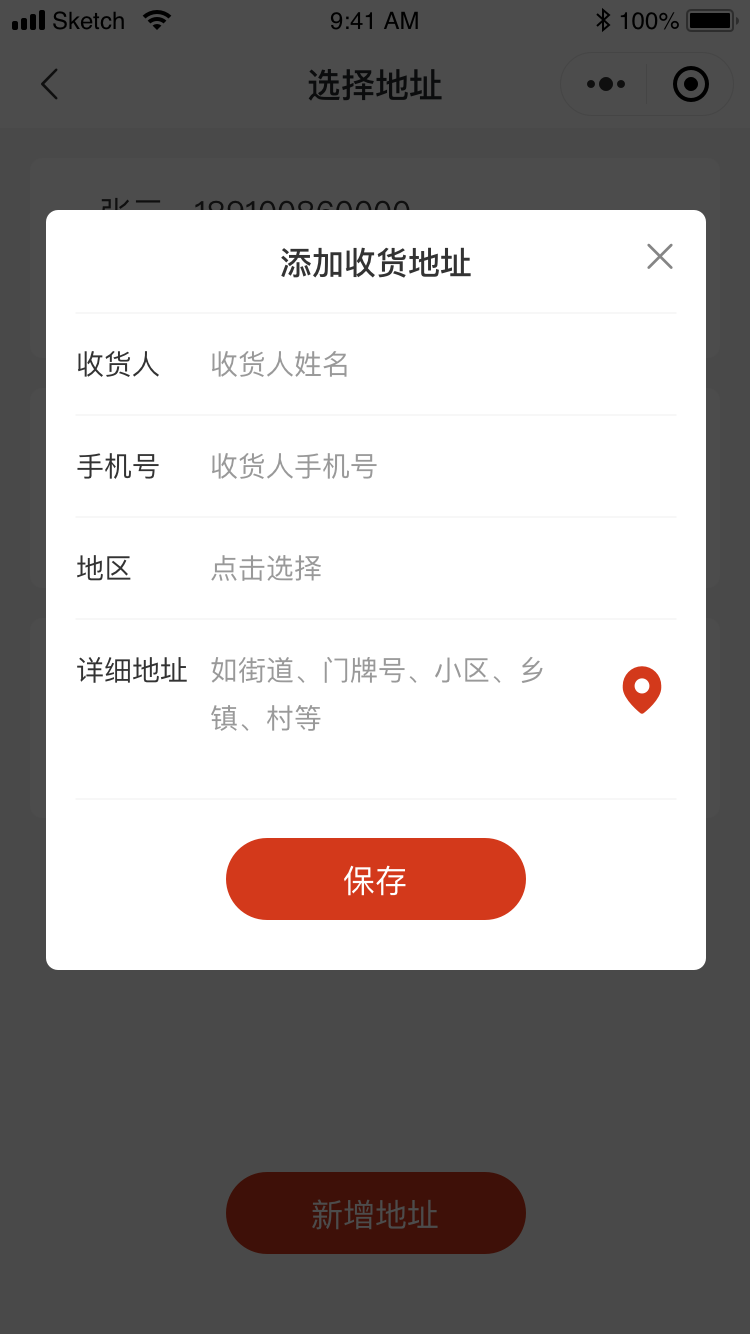 Sketch 9:41 AM 100%
选择地址
添加收货地址
收货人 收货人姓名
手机号 收货人手机号
地区 点击选择
详细地址 如街道、门牌号、小区、乡
镇、村等
保存
新增地址